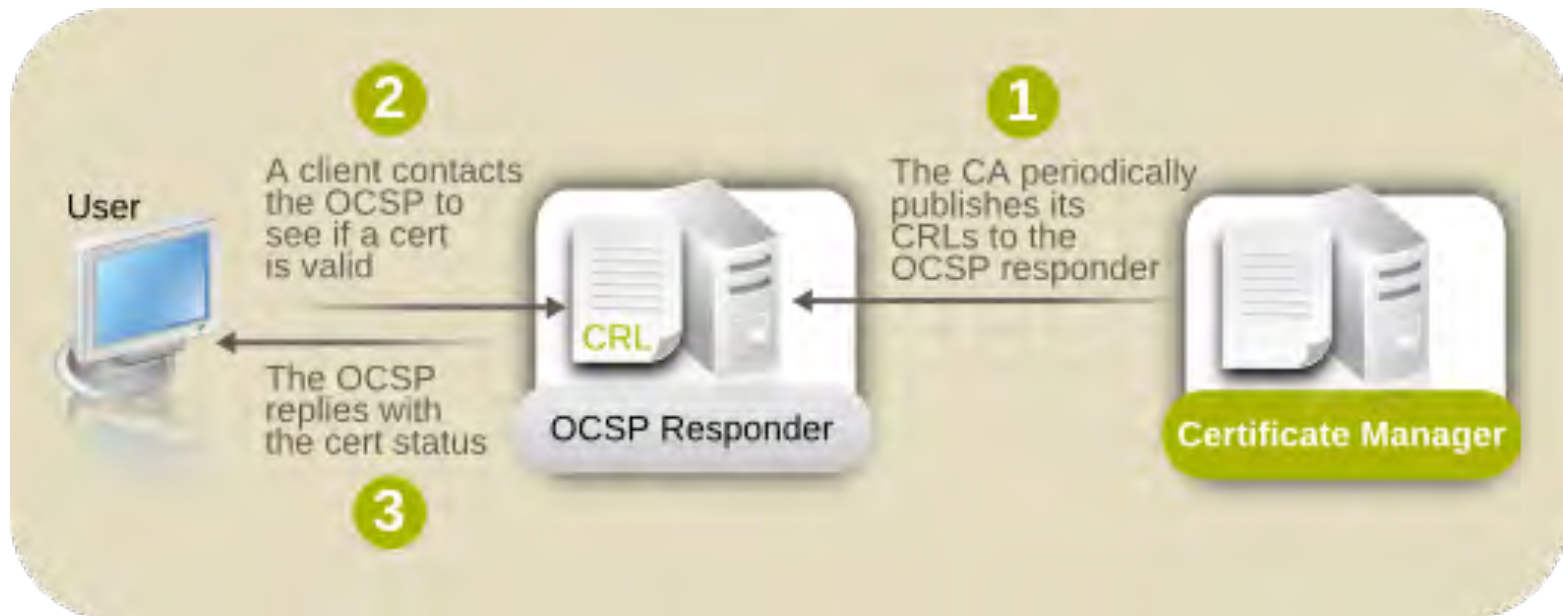 2
1
A client contacts
the OCSP to
see if a cert
is valid
The CA periodically
publishes its
CRLs to the
OCSP responder
User
CRL
The OCSP
replies with
the cert status
OCSP Responder
Certificate Manager
3